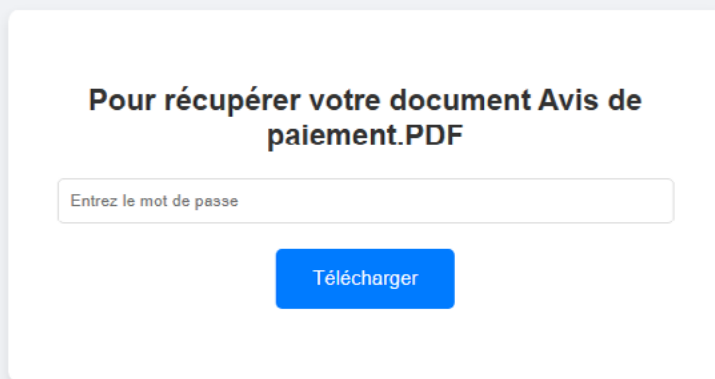 Pour récupérer votre document Avis de
paiement.PDF
Entrez le mot de passe
Télécharger